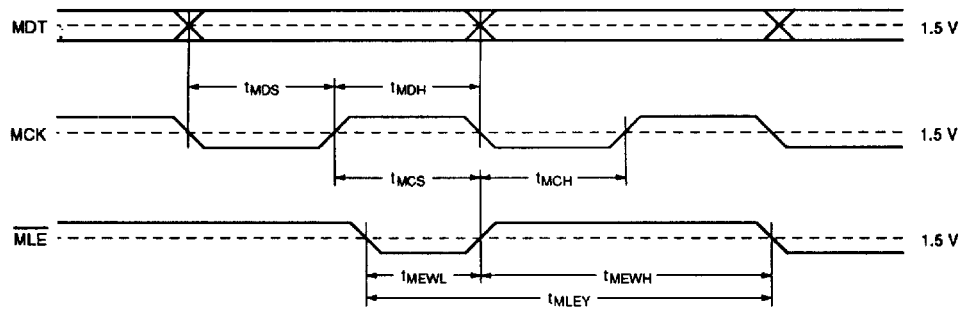 MDT
1.5 V
tMDS
tMDH
MCK
1.5 V
tMCS
tMCH
MLE
1.5 V
tMEWL
tMEWH
tMLEY